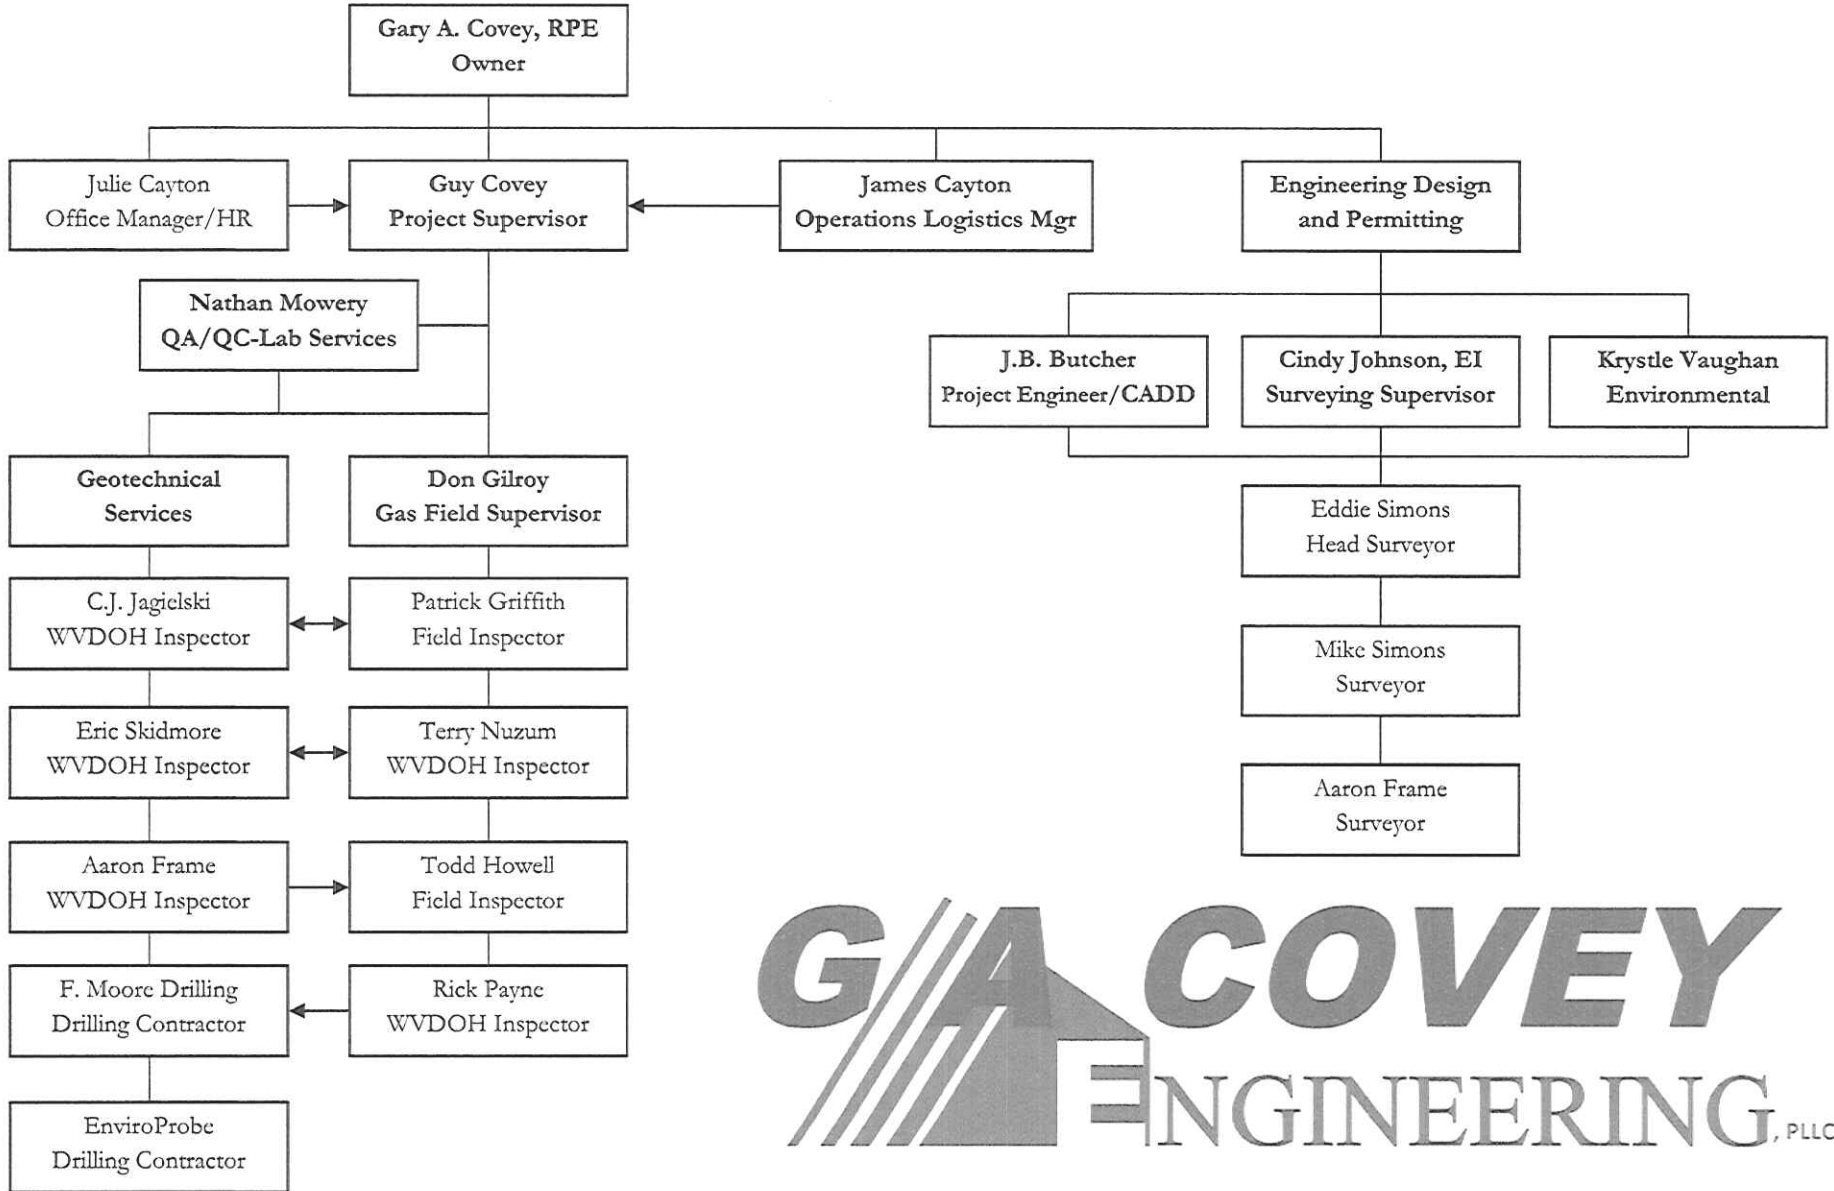 Gary A. Covey, RPE
Owner
Julie Cayton
Office Manager/HR
Guy Covey
Project Supervisor
James Cayton
Operations Logistics Mgr
Engineering Design
and Permitting
Nathan Mowery
QA/QC-Lab Services
J.B. Butcher
Project Engineer/CADD
Cindy Johnson, EI
Surveying Supervisor
Krystle Vaughan
Environmental
Geotechnical
Services
Don Gilroy
Gas Field Supervisor
Eddie Simons
Head Surveyor
C.J. Jagielski
WVDOH Inspector
Patrick Griffith
Field Inspector
Mike Simons
Surveyor
Eric Skidmore
WVDOH Inspector
Terry Nuzum
WVDOH Inspector
Aaron Frame
Surveyor
Aaron Frame
WVDOH Inspector
Todd Howell
Field Inspector
F. Moore Drilling
Drilling Contractor
Rick Payne
WVDOH Inspector
EnviroProbe
Drilling Contractor
GA COVEY
ENGINEERING, PLLC